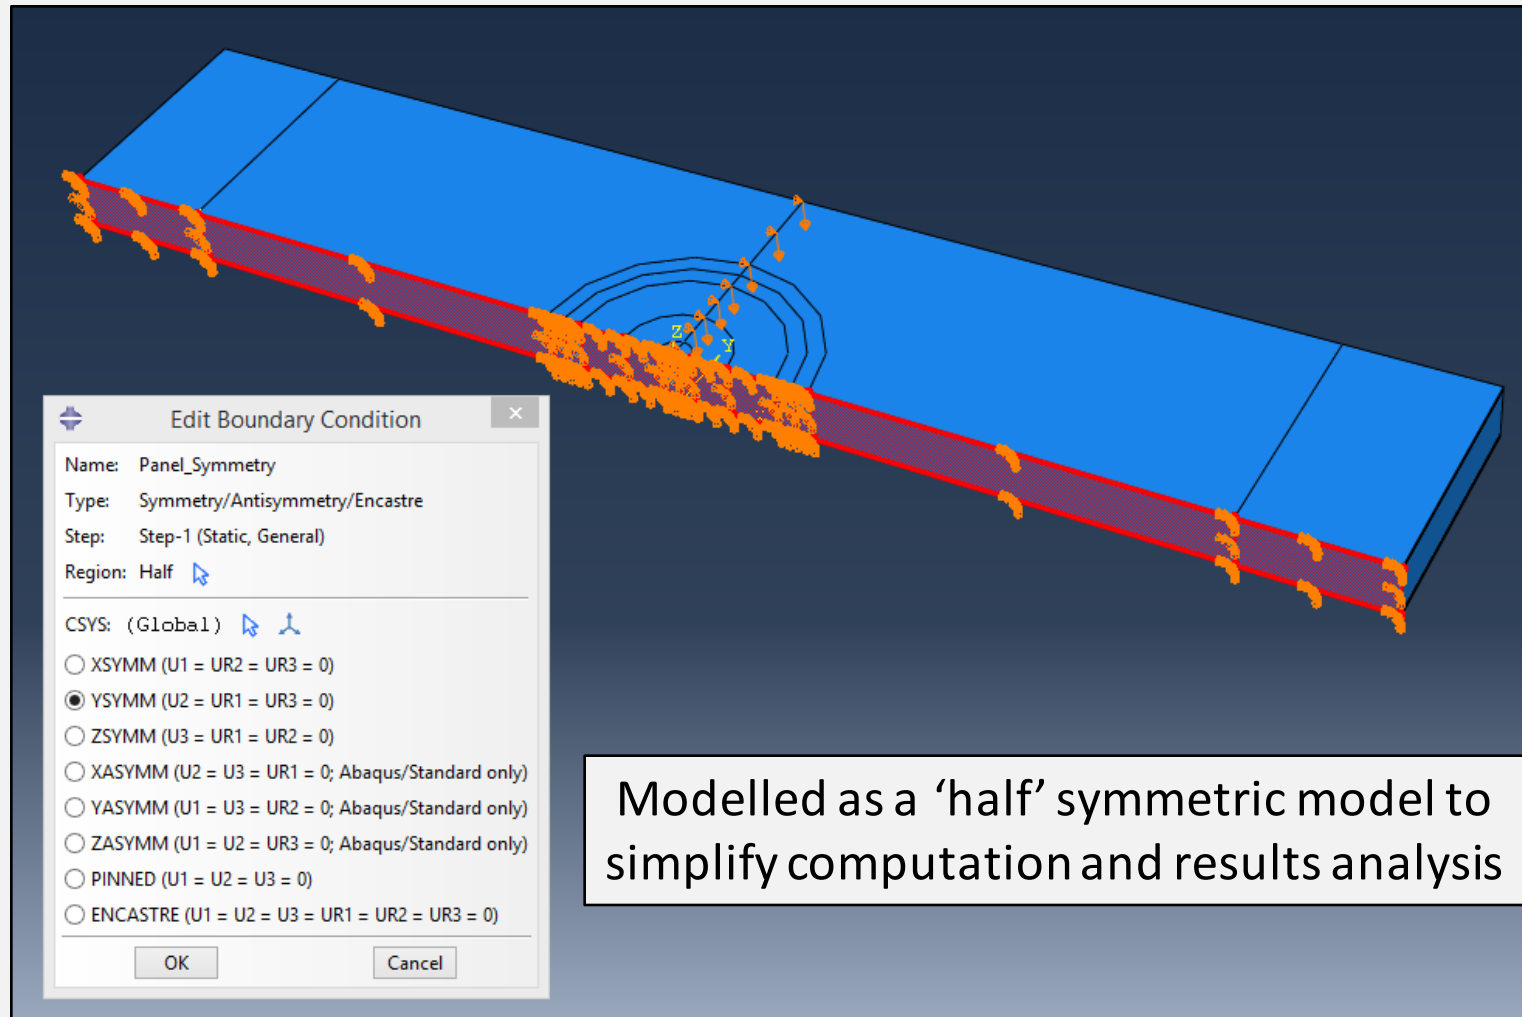 Z
Y
Edit Boundary Condition
Name: Panel_Symmetry
Type: Symmetry/Antisymmetry/Encastre
Step: Step-1 (Static, General)
Region: Half
CSYS: (Global)
XSYMM (U1 = UR2 = UR3 = 0)
YSYMM (U2 = UR1 = UR3 = 0)
ZSYMM (U3 = UR1 = UR2 = 0)
XASYMM (U2 = U3 = UR1 = 0; Abaqus/Standard only)
YASYMM (U1 = U3 = UR2 = 0; Abaqus/Standard only)
ZASYMM (U1 = U2 = UR3 = 0; Abaqus/Standard only)
PINNED (U1 = U2 = U3 = 0)
ENCASTRE (U1 = U2 = U3 = UR1 = UR2 = UR3 = 0)
OK Cancel
Modelled as a ‘half’ symmetric model to
simplify computation and results analysis